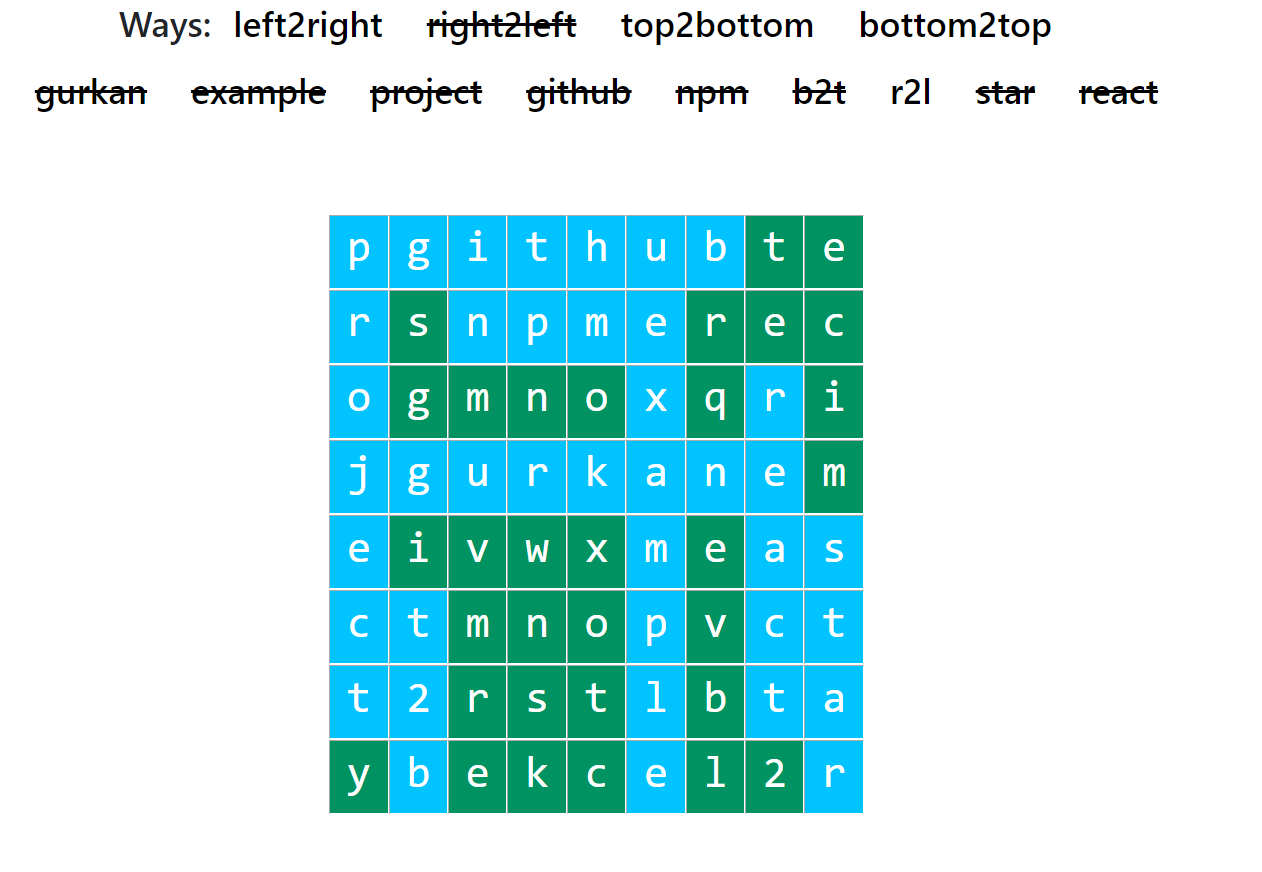 Ways: left2right right2left top2bottom bottom2top
gurkan example project github npm b2t r2l star react
p g i t h u b t e
r s n p m e r e c
o g m n o x q r i
j g u r k a n e m
e i v w x m e a s
c t m n o p v c t
t 2 r s t l b t a
y b e k c e l 2 r